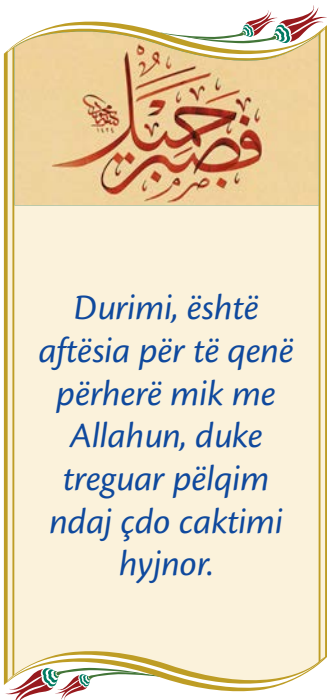 فصبر جميل
١٤٢٤
Durimi, është
aftësia për të qenë
përherë mik me
Allahun, duke
treguar pëlqim
ndaj çdo caktimi
hyjnor.